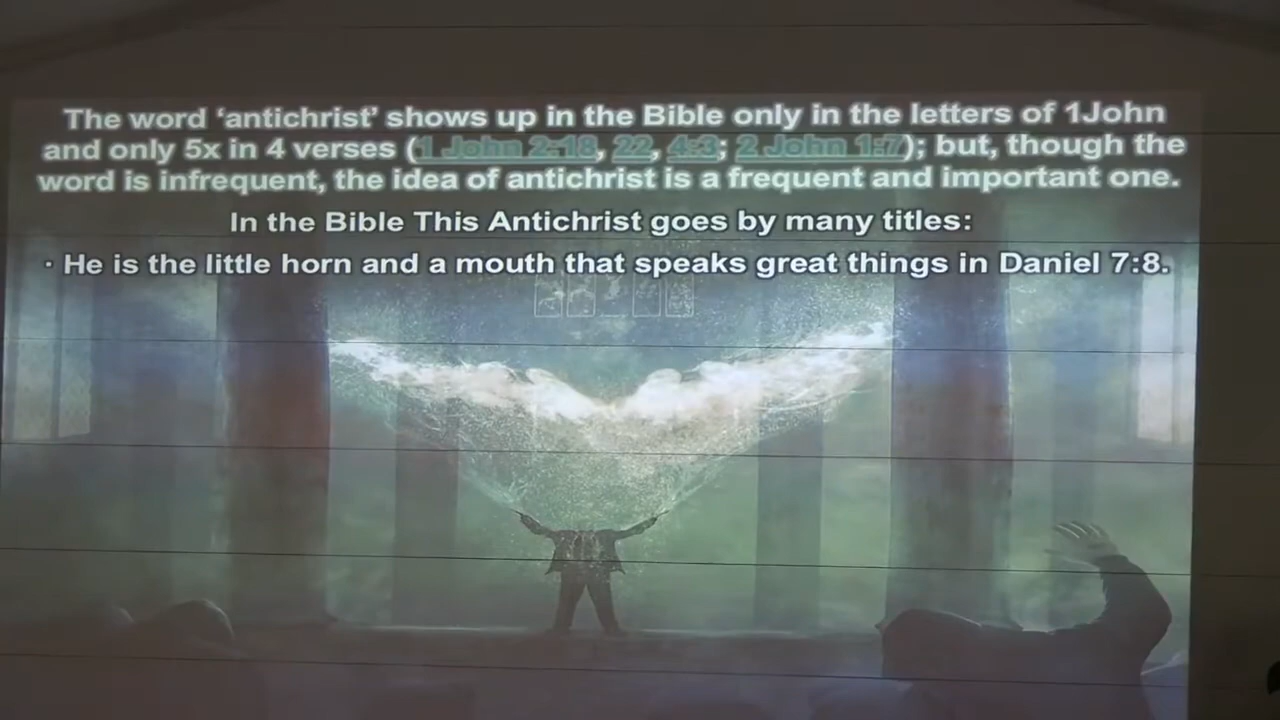 The word ‘antichrist’ shows up in the Bible only in the letters of 1John
and only 5x in 4 verses (1 John 2:18, 22, 4:3; 2 John 1:7); but, though the
word is infrequent, the idea of antichrist is a frequent and important one.
In the Bible This Antichrist goes by many titles:
· He is the little horn and a mouth that speaks great things in Daniel 7:8.